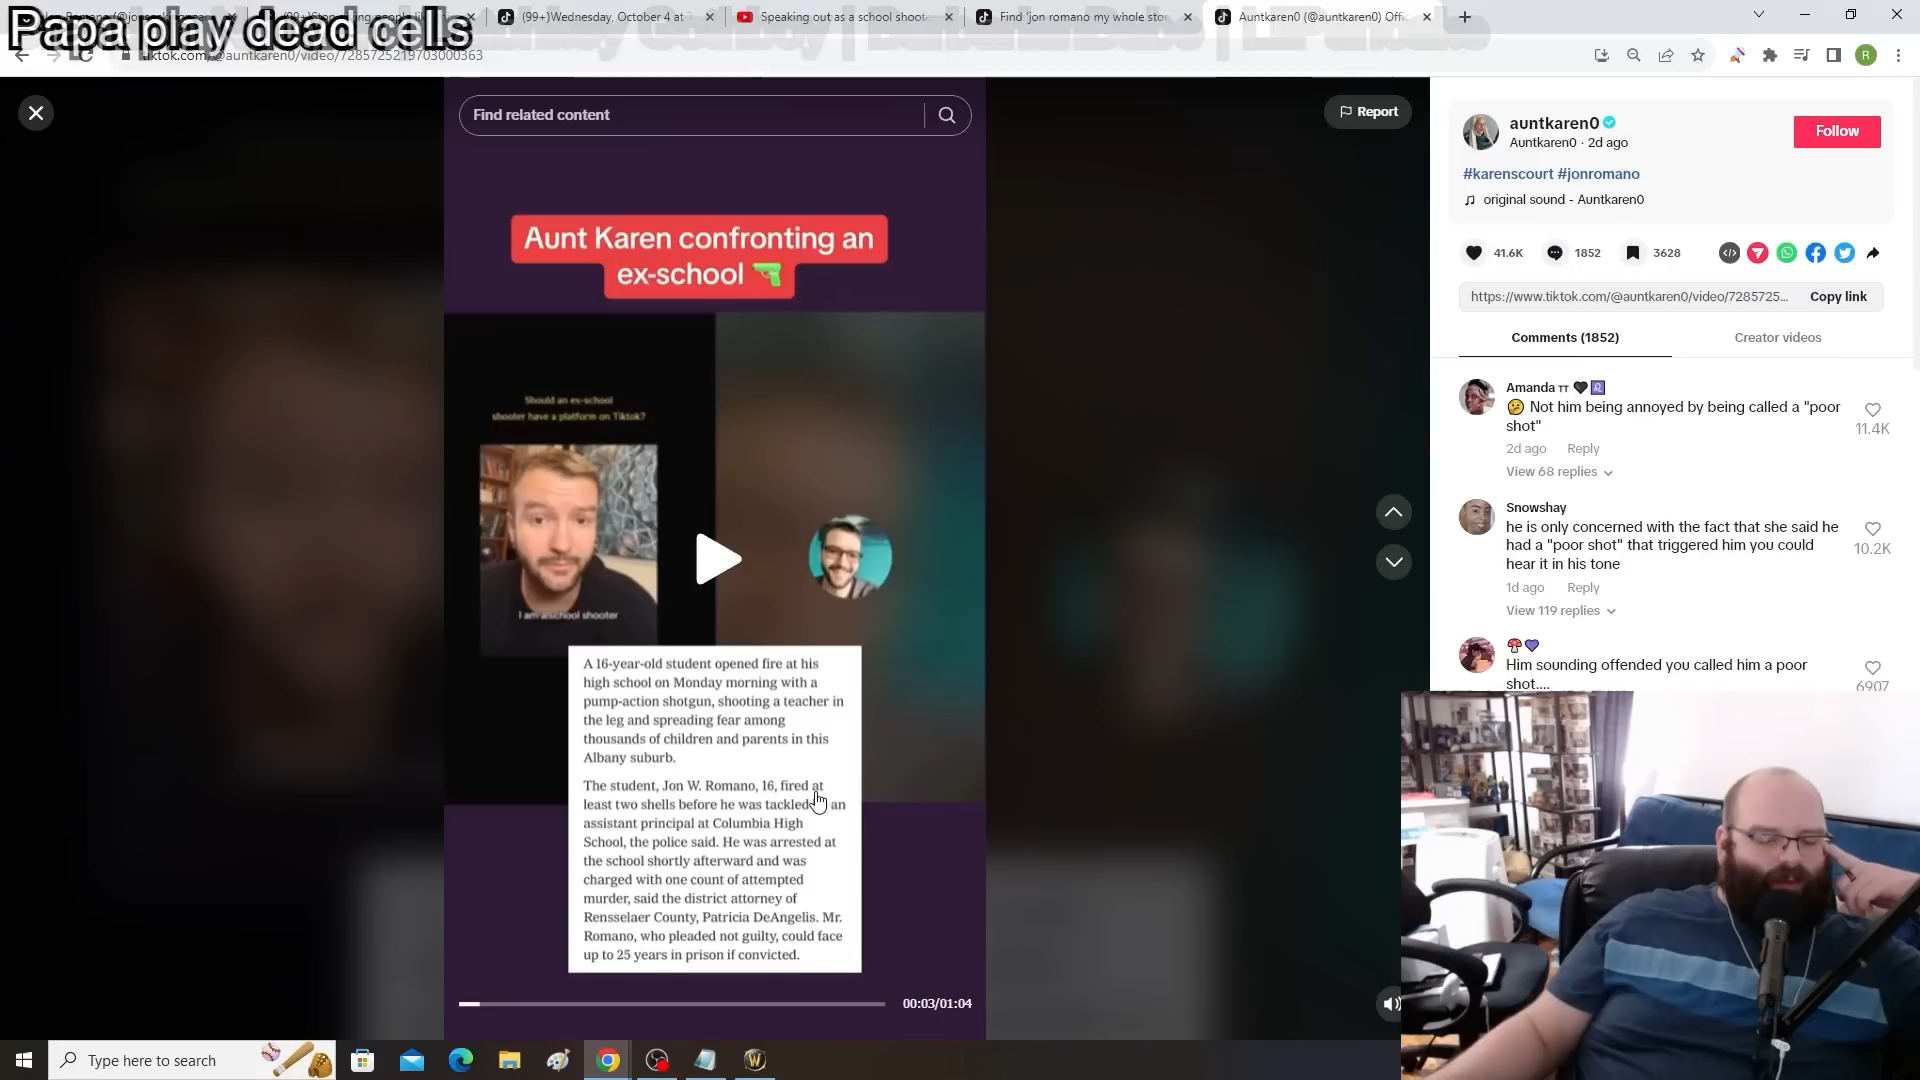 Papa play dead cells
(99+)Wednesday, October 4 at
Speaking out as a school shoote
Find 'jon romano my whole stor
Auntkaren0 (@auntkaren0) Offic
tiktok.com/@auntkaren0/video/7285725219703000363
R
Find related content
Report
Aunt Karen confronting an
ex-school
Should an ex-school
shooter have a platform on Tiktok?
I am a school shooter
A 16-year-old student opened fire at his
high school on Monday morning with a
pump-action shotgun, shooting a teacher in
the leg and spreading fear among
thousands of children and parents in this
Albany suburb.
The student, Jon W. Romano, 16, fired at
least two shells before he was tackled an
assistant principal at Columbia High
School, the police said. He was arrested at
the school shortly afterward and was
charged with one count of attempted
murder, said the district attorney of
Rensselaer County, Patricia DeAngelis. Mr.
Romano, who pleaded not guilty, could face
up to 25 years in prison if convicted.
00:03/01:04
auntkaren0
Auntkaren0 · 2d ago
Follow
#karenscourt #jonromano
original sound - Auntkaren0
41.6K
1852
3628
https://www.tiktok.com/@auntkaren0/video/7285725...
Copy link
Comments (1852)
Creator videos
Amanda
Not him being annoyed by being called a "poor
shot"
11.4K
2d ago Reply
View 68 replies
Snowshay
he is only concerned with the fact that she said he
had a "poor shot" that triggered him you could
hear it in his tone
10.2K
1d ago Reply
View 119 replies
Him sounding offended you called him a poor
shot....
6907
Type here to search